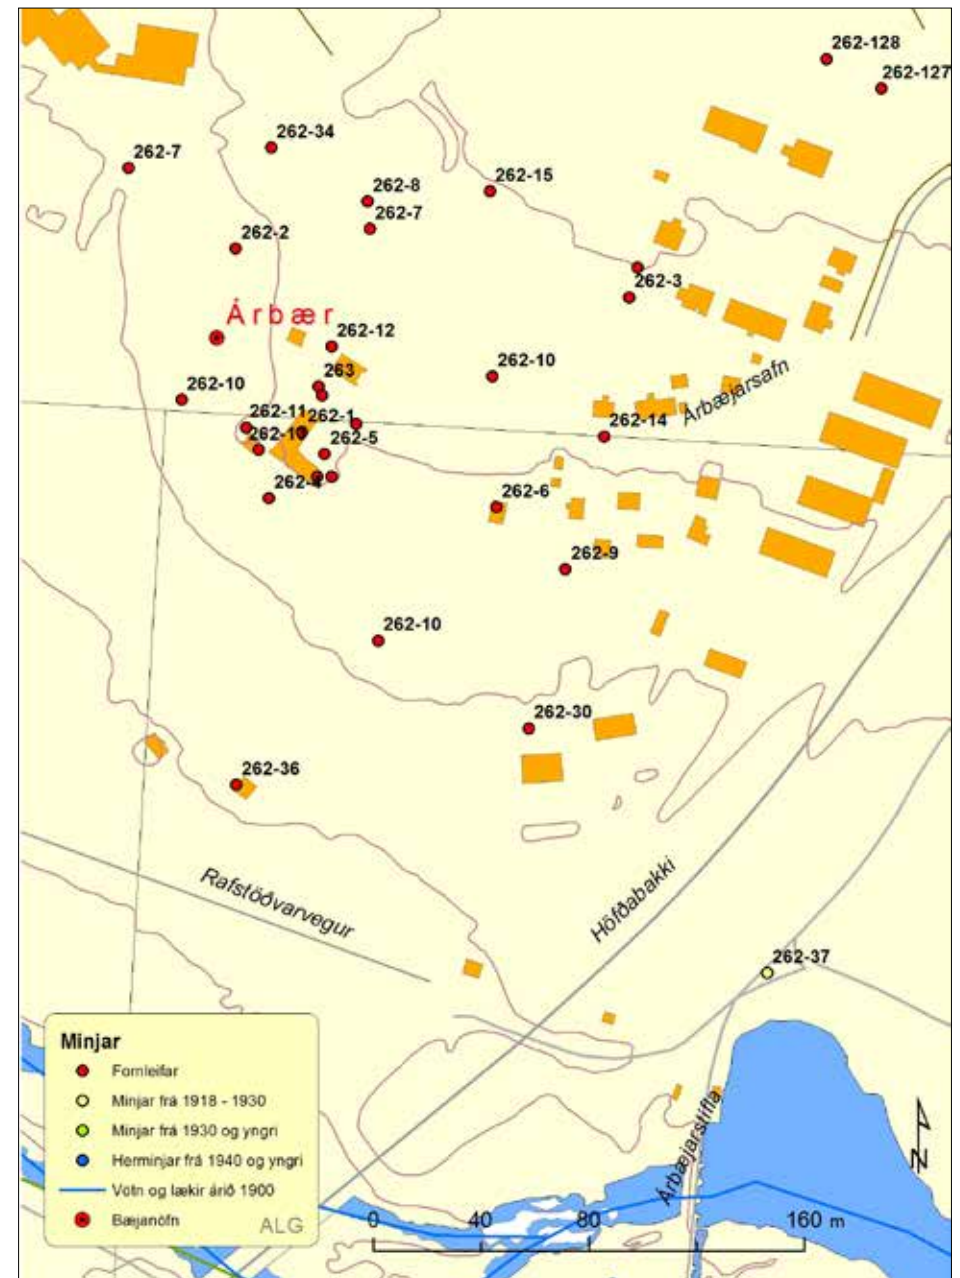 262-128
262-127
262-34
262-7
262-15
262-8
262-7
262-2
262-3
Árbær
262-12
263
262-10
262-10
Árbæjarsafn
262-11
262-1
262-14
262-5
262-4
262-6
262-9
262-10
262-30
262-36
Rafstöðvarvegur
Höfðabakki
262-37
Minjar
Fornleifar
Minjar frá 1918 - 1930
Minjar frá 1930 og yngri
Herminjar frá 1940 og yngri
Vötn og lækir árið 1900
Bæjanöfn
ALG
Árbæjarstífla
N
0 40 80 160 m